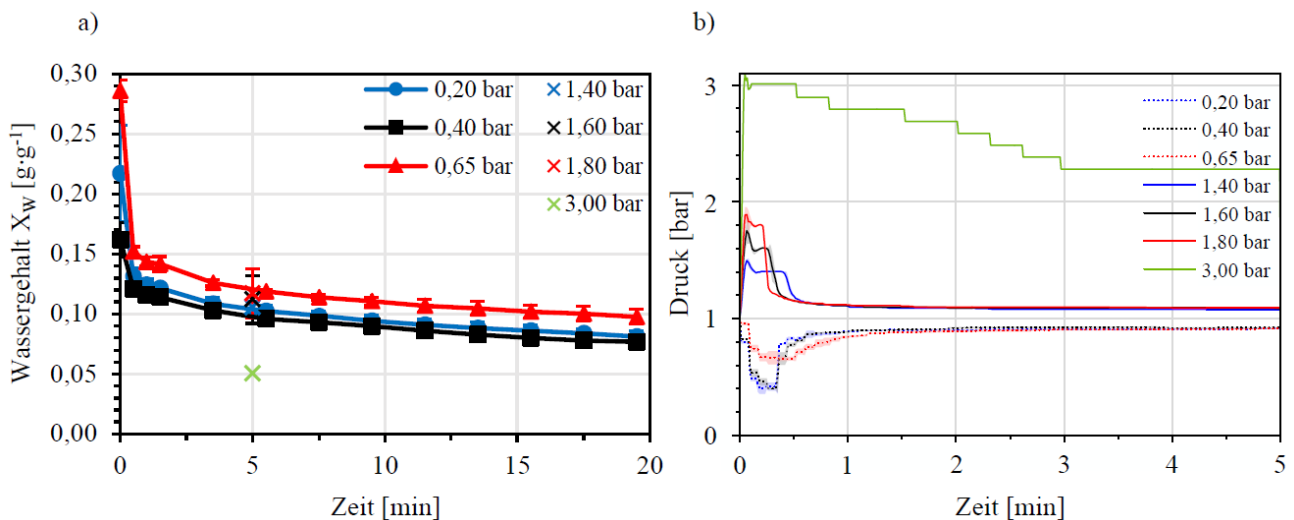 a)
Wassergehalt X_W [g·g⁻¹]
0,30
0,25
0,20
0,15
0,10
0,05
0,00
0
5
10
15
20
Zeit [min]
0,20 bar
0,40 bar
0,65 bar
1,40 bar
1,60 bar
1,80 bar
3,00 bar
b)
Druck [bar]
3
2
1
0
0
1
2
3
4
5
Zeit [min]
0,20 bar
0,40 bar
0,65 bar
1,40 bar
1,60 bar
1,80 bar
3,00 bar